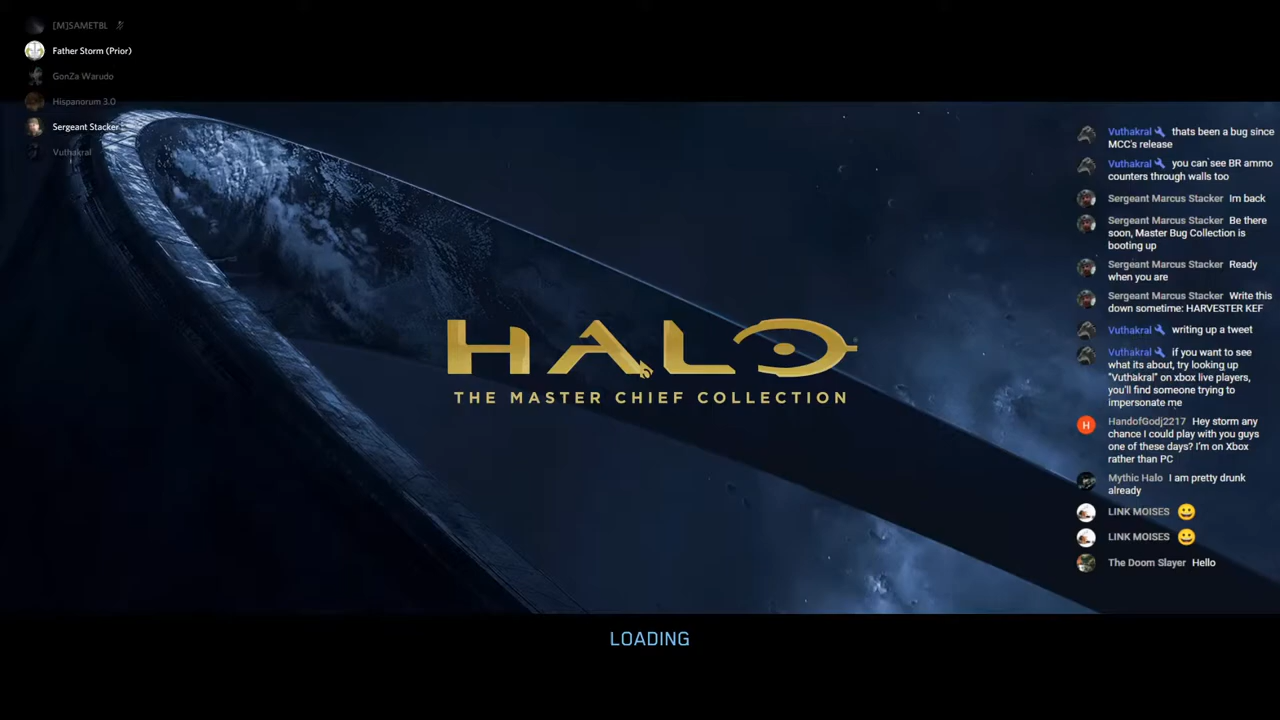 [M]SAMETBL
Father Storm (Prior)
GonZa Warudo
Hispanorum 3.0
Sergeant Stacker
Vuthakral
HALO
THE MASTER CHIEF COLLECTION
LOADING
Vuthakral thats been a bug since
MCC's release
Vuthakral you can see BR ammo
counters through walls too
Sergeant Marcus Stacker Im back
Sergeant Marcus Stacker Be there
soon, Master Bug Collection is
booting up
Sergeant Marcus Stacker Ready
when you are
Sergeant Marcus Stacker Write this
down sometime: HARVESTER KEF
Vuthakral writing up a tweet
Vuthakral if you want to see
what its about, try looking up
"Vuthakral" on xbox live players,
you'll find someone trying to
impersonate me
H HandofGodj2217 Hey storm any
chance I could play with you guys
one of these days? I'm on Xbox
rather than PC
Mythic Halo I am pretty drunk
already
LINK MOISES 😀
LINK MOISES 😀
The Doom Slayer Hello